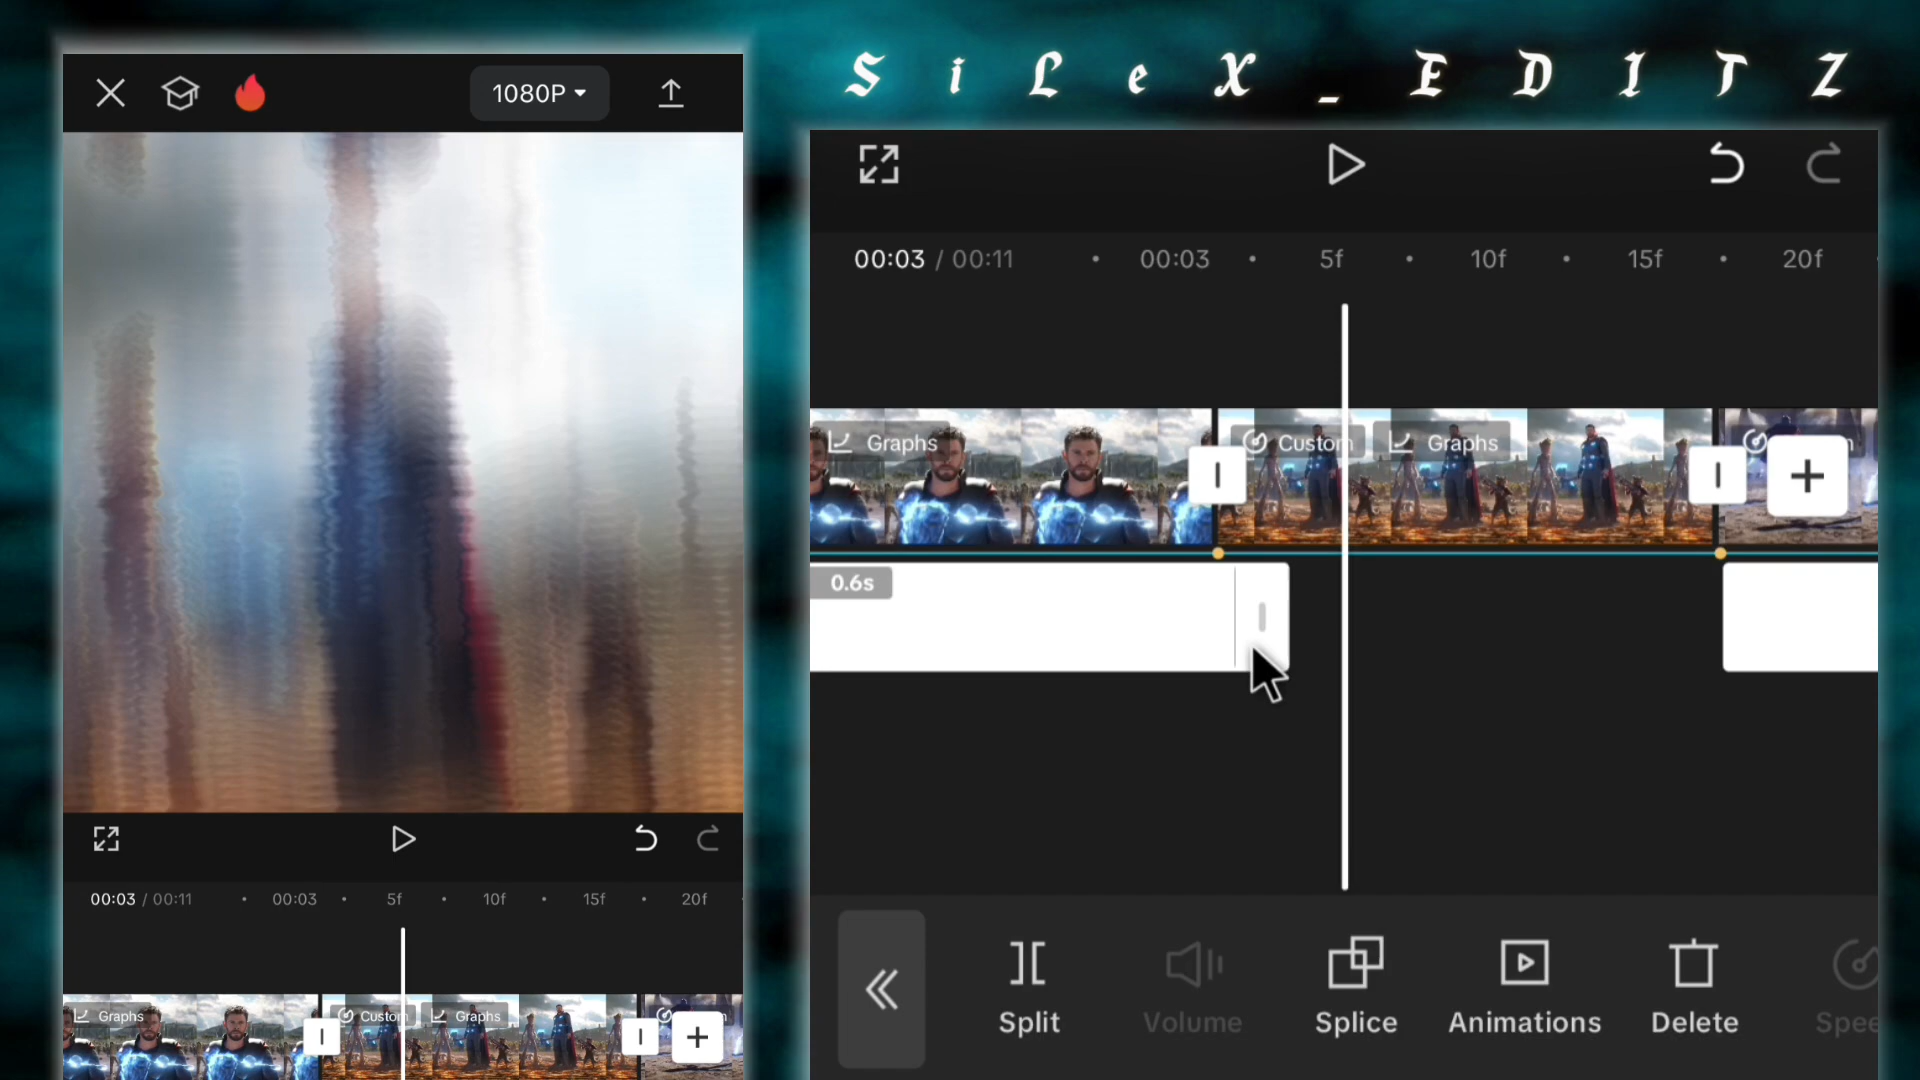 SiLeX_EDITZ
1080P
00:03 / 00:11
00:03
5f
10f
15f
20f
Graphs
Custom
Graphs
00:03 / 00:11
00:03
5f
10f
15f
20f
Graphs
Custom
Graphs
0.6s
Split
Volume
Splice
Animations
Delete